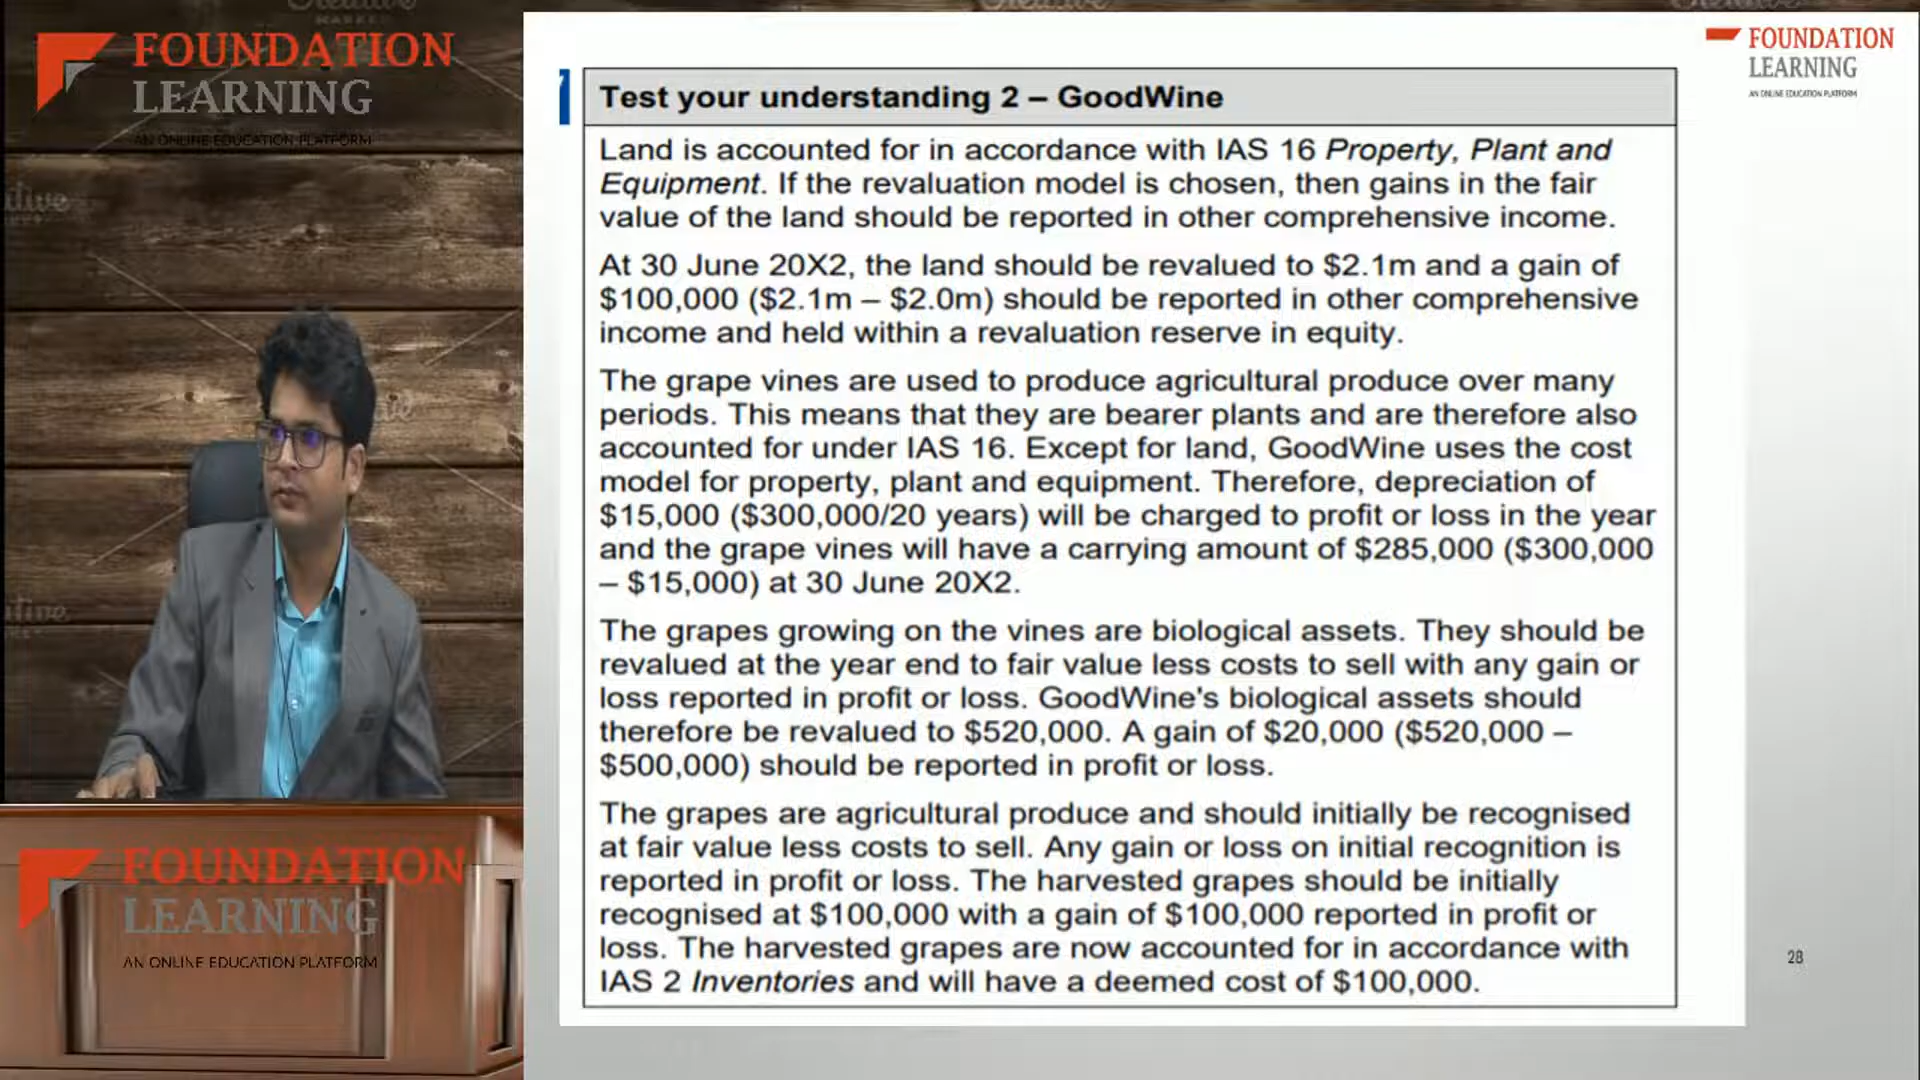 FOUNDATION
LEARNING
AN ONLINE EDUCATION PLATFORM
FOUNDATION
LEARNING
AN ONLINE EDUCATION PLATFORM
Test your understanding 2 – GoodWine
Land is accounted for in accordance with IAS 16 Property, Plant and
Equipment. If the revaluation model is chosen, then gains in the fair
value of the land should be reported in other comprehensive income.
At 30 June 20X2, the land should be revalued to $2.1m and a gain of
$100,000 ($2.1m – $2.0m) should be reported in other comprehensive
income and held within a revaluation reserve in equity.
The grape vines are used to produce agricultural produce over many
periods. This means that they are bearer plants and are therefore also
accounted for under IAS 16. Except for land, GoodWine uses the cost
model for property, plant and equipment. Therefore, depreciation of
$15,000 ($300,000/20 years) will be charged to profit or loss in the year
and the grape vines will have a carrying amount of $285,000 ($300,000
– $15,000) at 30 June 20X2.
The grapes growing on the vines are biological assets. They should be
revalued at the year end to fair value less costs to sell with any gain or
loss reported in profit or loss. GoodWine's biological assets should
therefore be revalued to $520,000. A gain of $20,000 ($520,000 –
$500,000) should be reported in profit or loss.
The grapes are agricultural produce and should initially be recognised
at fair value less costs to sell. Any gain or loss on initial recognition is
reported in profit or loss. The harvested grapes should be initially
recognised at $100,000 with a gain of $100,000 reported in profit or
loss. The harvested grapes are now accounted for in accordance with
IAS 2 Inventories and will have a deemed cost of $100,000.
28
FOUNDATION
LEARNING
AN ONLINE EDUCATION PLATFORM